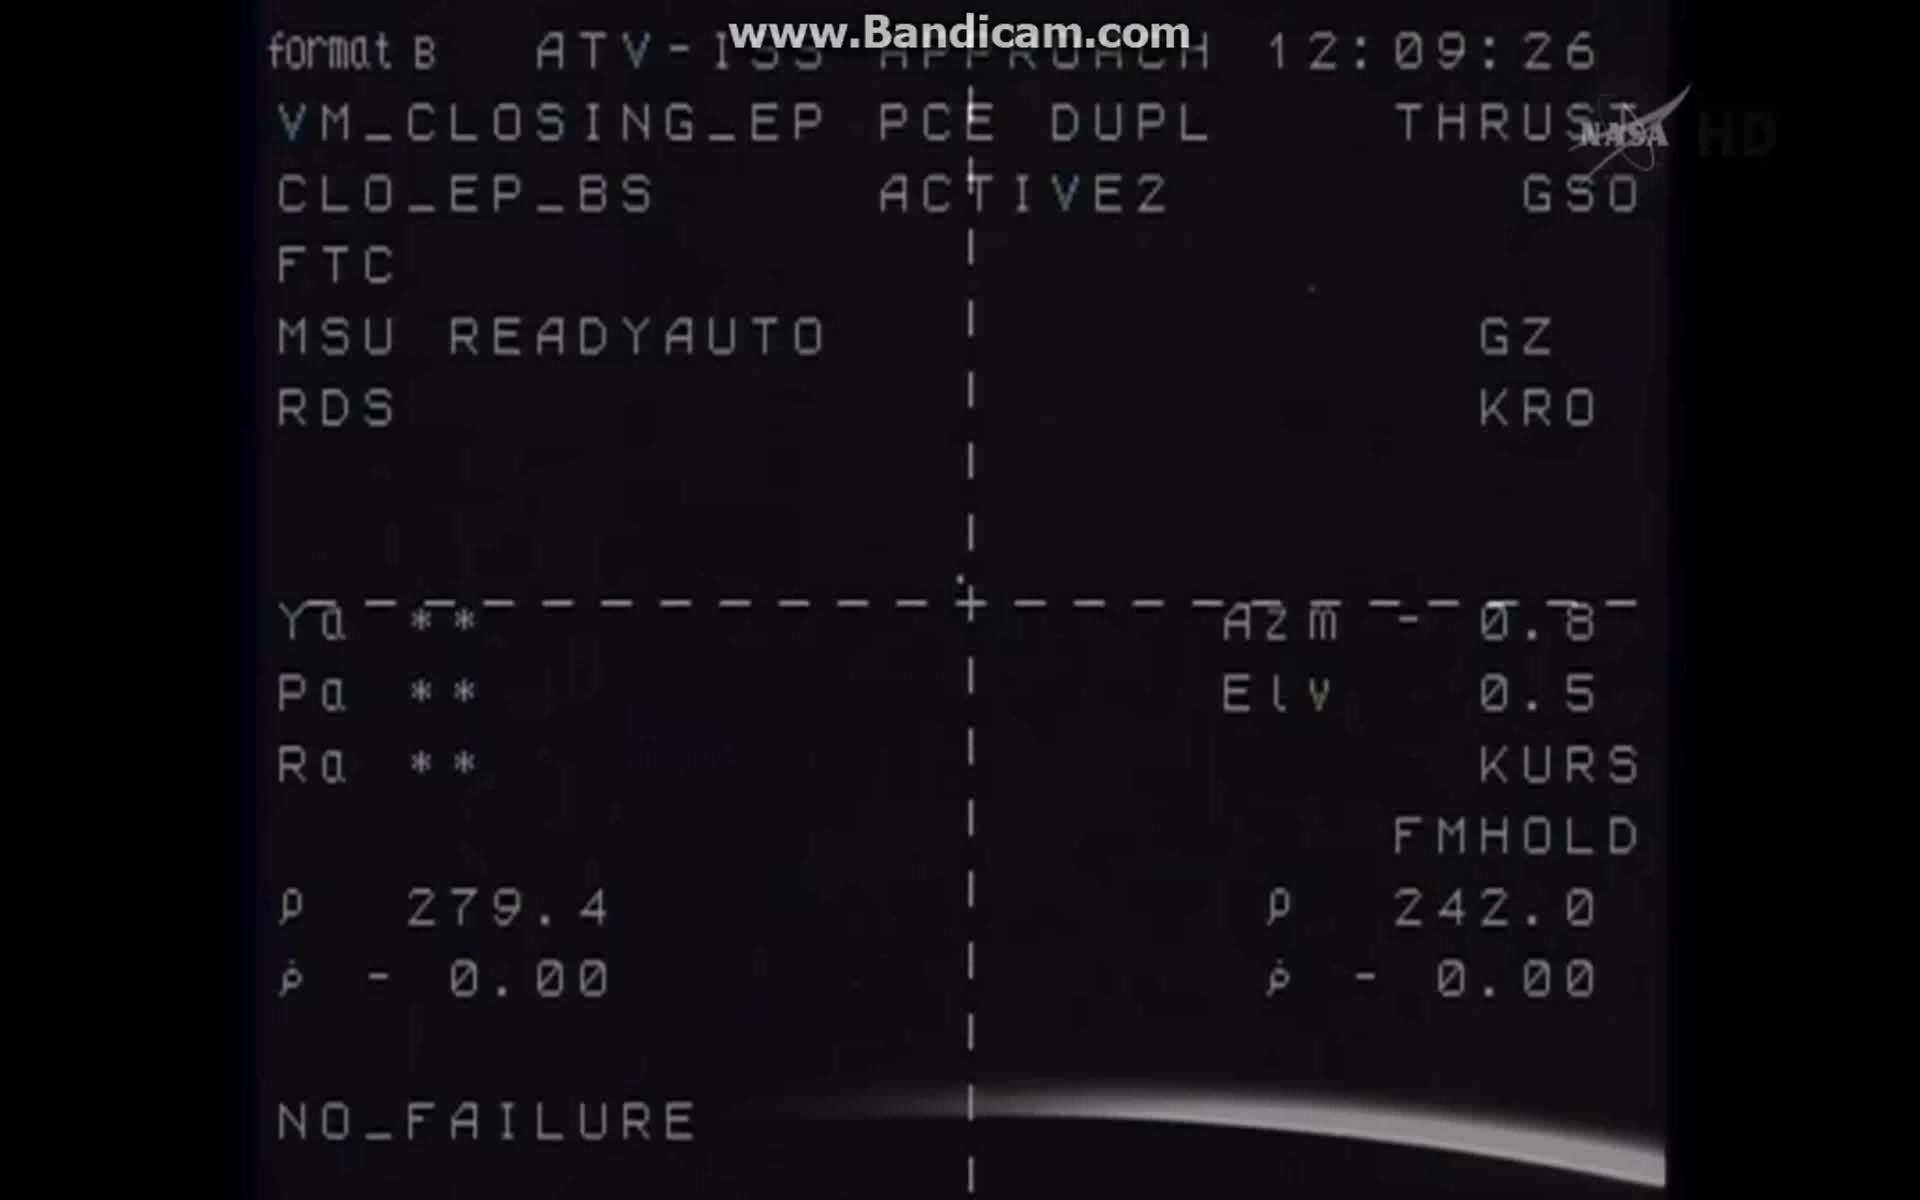 www.Bandicam.com
format B ATV-ISS APPROACH 12:09:26
VM_CLOSING_EP PCE DUPL THRUST
NASA HD
CLO_EP_BS ACTIVE2 GSO
FTC
MSU READYAUTO GZ
RDS KRO
Ya ** Azm - 0.8
Pa ** Elv 0.5
Ra ** KURS
FMHOLD
ρ 279.4 ρ 242.0
ρ̇ - 0.00 ρ̇ - 0.00
NO_FAILURE